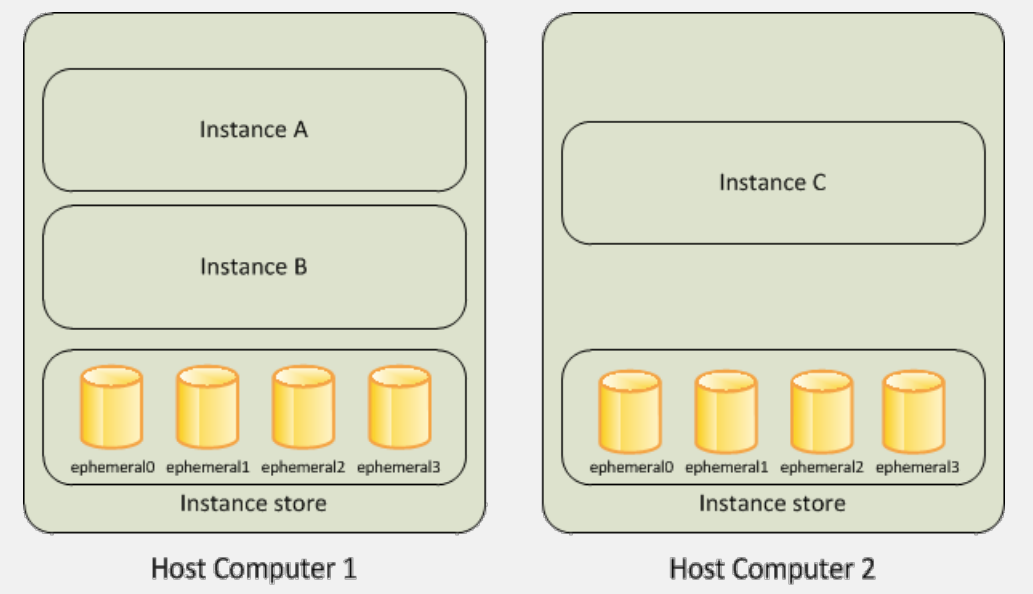 Instance A
Instance B
ephemeral0 ephemeral1 ephemeral2 ephemeral3
Instance store
Host Computer 1
Instance C
ephemeral0 ephemeral1 ephemeral2 ephemeral3
Instance store
Host Computer 2